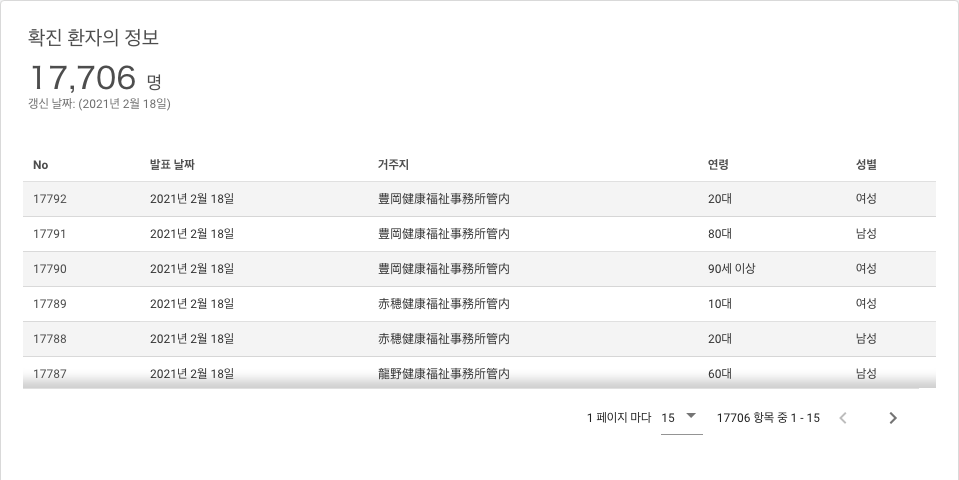 확진 환자의 정보
17,706 명
갱신 날짜: (2021년 2월 18일)
No 발표 날짜 거주지 연령 성별
17792 2021년 2월 18일 豊岡健康福祉事務所管内 20대 여성
17791 2021년 2월 18일 豊岡健康福祉事務所管内 80대 남성
17790 2021년 2월 18일 豊岡健康福祉事務所管内 90세 이상 여성
17789 2021년 2월 18일 赤穂健康福祉事務所管内 10대 여성
17788 2021년 2월 18일 赤穂健康福祉事務所管内 20대 남성
17787 2021년 2월 18일 龍野健康福祉事務所管内 60대 남성
1 페이지 마다 15 17706 항목 중 1 - 15